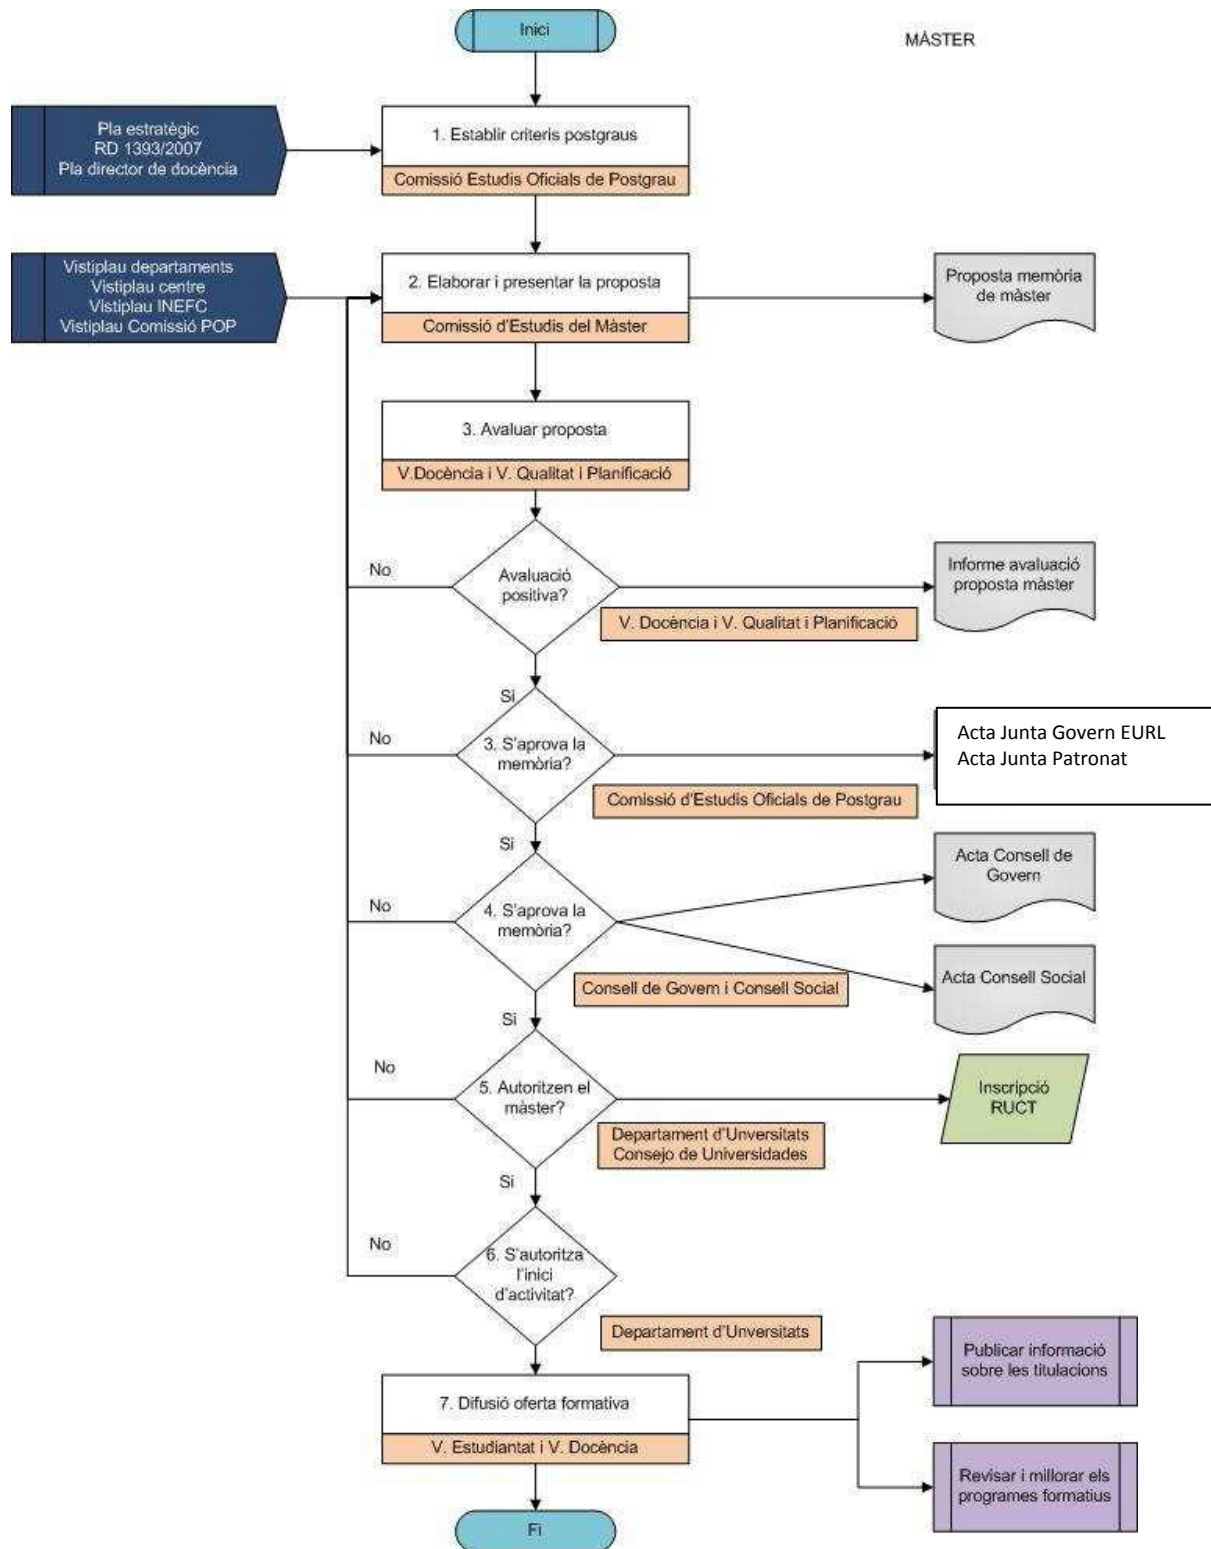 Inici
MÀSTER
Pla estratègic
RD 1393/2007
Pla director de docència
1. Establir criteris postgraus
Comissió Estudis Oficials de Postgrau
Vistiplau departaments
Vistiplau centre
Vistiplau INEFC
Vistiplau Comissió POP
2. Elaborar i presentar la proposta
Comissió d'Estudis del Màster
Proposta memòria
de màster
3. Avaluar proposta
V.Docència i V. Qualitat i Planificació
No
Avaluació
positiva?
Informe avaluació
proposta màster
V. Docència i V. Qualitat i Planificació
Si
No
3. S'aprova la
memòria?
Acta Junta Govern EURL
Acta Junta Patronat
Comissió d'Estudis Oficials de Postgrau
Si
No
4. S'aprova la
memòria?
Acta Consell de
Govern
Consell de Govern i Consell Social
Acta Consell Social
Si
No
5. Autoritzen el
màster?
Inscripció
RUCT
Departament d'Unversitats
Consejo de Universidades
Si
No
6. S'autoritza
l'inici
d'activitat?
Departament d'Unversitats
Publicar informació
sobre les titulacions
7. Difusió oferta formativa
V. Estudiantat i V. Docència
Revisar i millorar els
programes formatius
Fi